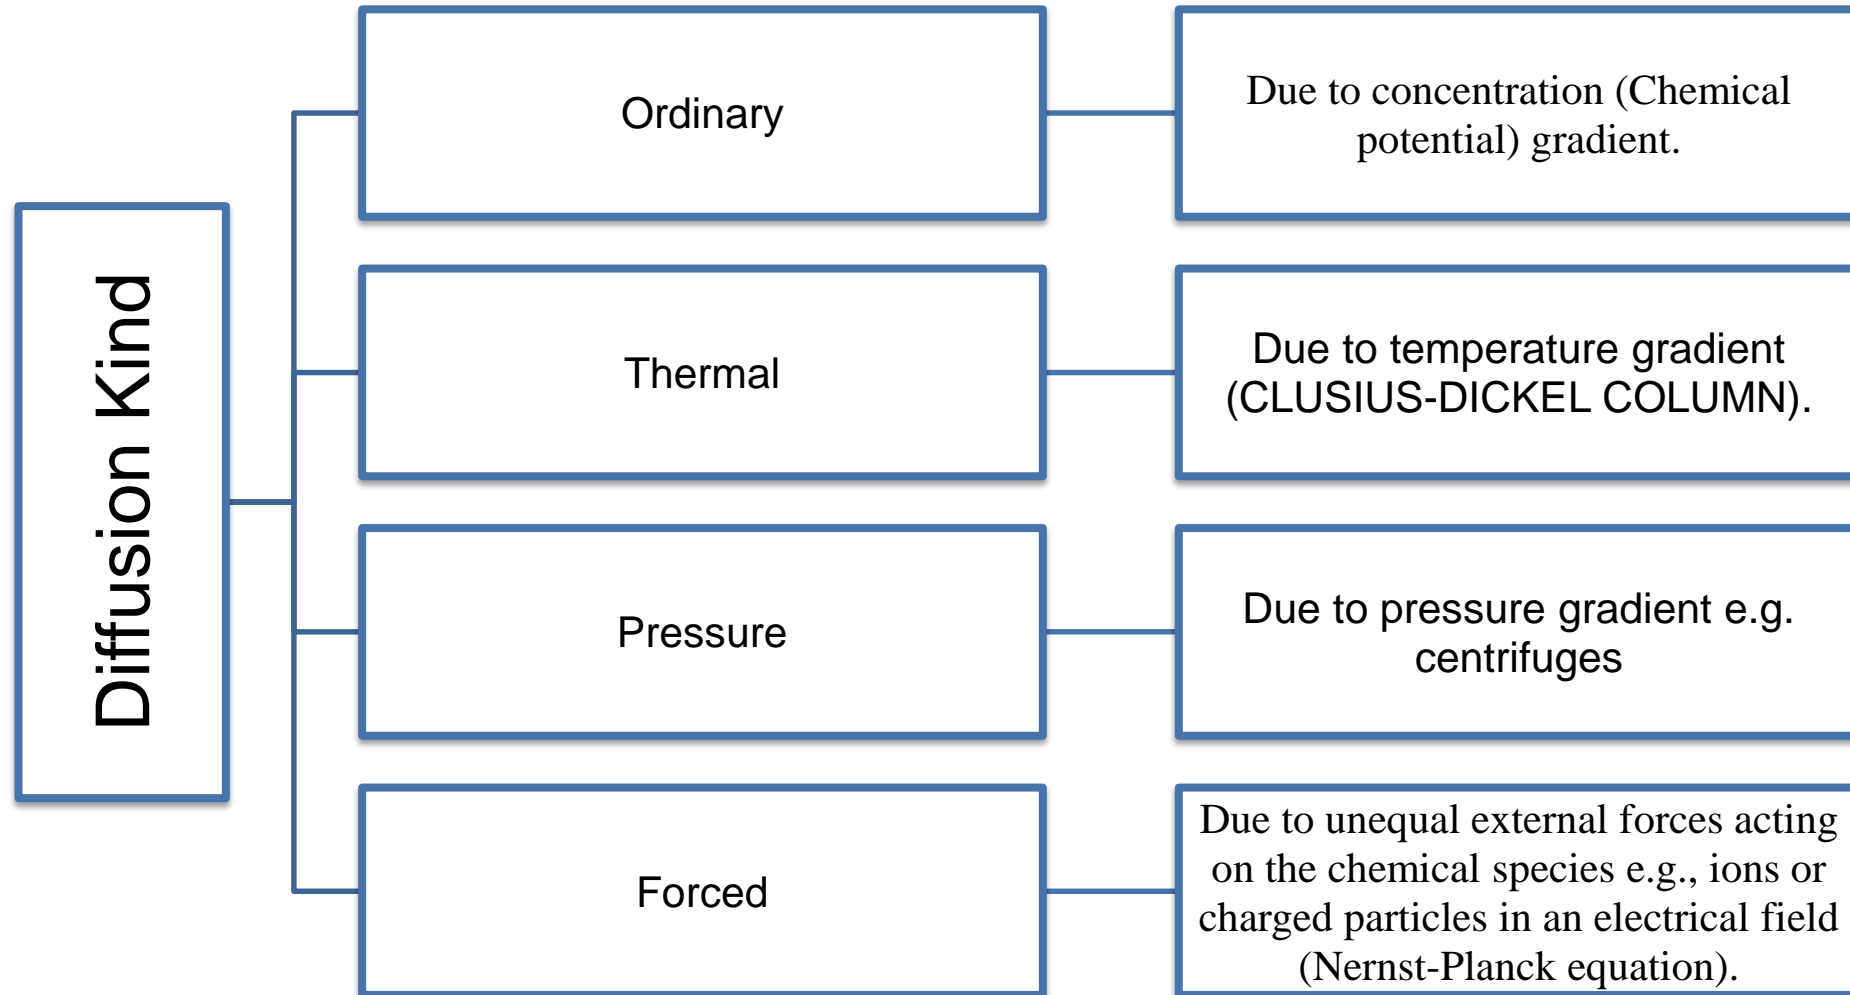 Diffusion Kind
Ordinary
Due to concentration (Chemical
potential) gradient.
Thermal
Due to temperature gradient
(CLUSIUS-DICKEL COLUMN).
Pressure
Due to pressure gradient e.g.
centrifuges
Forced
Due to unequal external forces acting
on the chemical species e.g., ions or
charged particles in an electrical field
(Nernst-Planck equation).